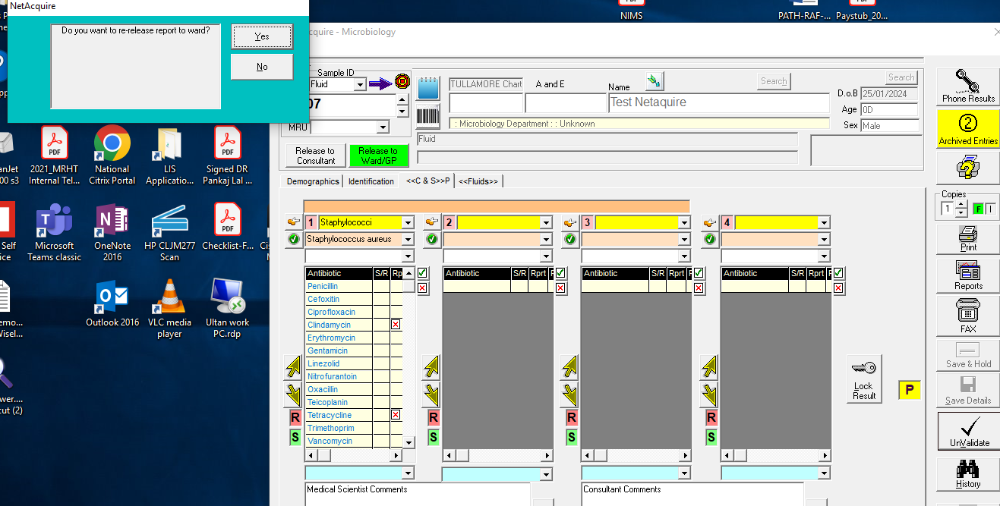 NetAcquire
Do you want to re-release report to ward?
Yes
No
NIMS
PATH-RAF-...
Paystub_20...
cquire - Microbiology
Sample ID
Fluid
07
MRU
TULLAMORE Chart
A and E
Name
Search
Search
Test Netaquire
D.o.B 25/01/2024
Age 0D
Sex Male
: Microbiology Department : : Unknown
Fluid
Release to
Consultant
Release to
Ward/GP
Phone Results
2
Archived Entries
Copies
1
F
I
Print
Reports
FAX
Save & Hold
Save Details
UnValidate
History
Demographics
Identification
<<C & S>>P
<<Fluids>>
1 Staphylococci
Staphylococcus aureus
2
3
4
Antibiotic S/R Rp
Penicillin
Cefoxitin
Ciprofloxacin
Clindamycin
Erythromycin
Gentamicin
Linezolid
Nitrofurantoin
Oxacillin
Teicoplanin
Tetracycline
Trimethoprim
Vancomycin
R
S
Antibiotic S/R Rprt
R
S
Antibiotic S/R Rprt
R
S
Antibiotic S/R Rprt
R
S
Lock
Result
P
Medical Scientist Comments
Consultant Comments
anJet
00 s3
PDF
2021_MRHT
Internal Tel...
National
Citrix Portal
LIS
Applicatio...
PDF
Signed DR
Pankaj Lal ...
Self
ice
Microsoft
Teams classic
OneNote
2016
HP CLJM277
Scan
PDF
Checklist-F...
Cis
emo...
Wisel...
Outlook 2016
VLC media
player
Ultan work
PC.rdp
wer....
cut (2)